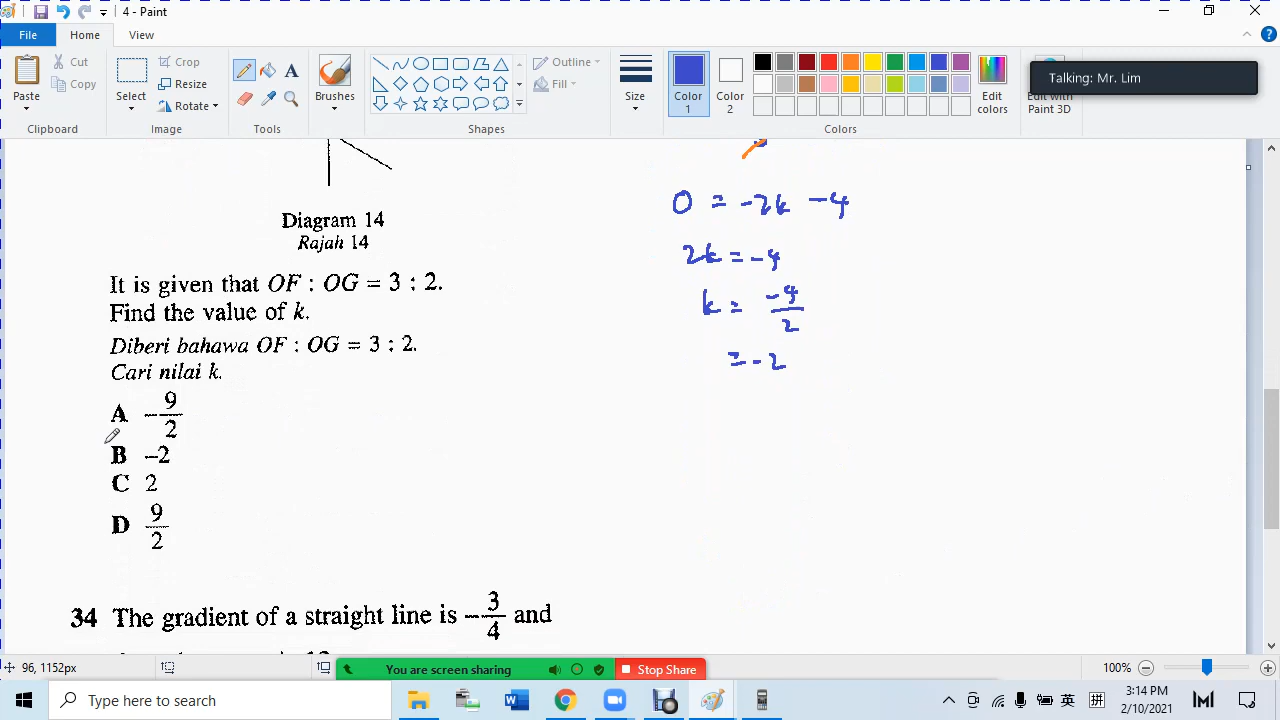 4 - Paint
File Home View
Paste
Cut
Copy
Clipboard
Select
Crop
Resize
Rotate
Image
Tools
Brushes
Shapes
Outline
Fill
Size
Color 1
Color 2
Edit colors
Edit with Paint 3D
Colors
Talking: Mr. Lim
Diagram 14
Rajah 14
It is given that OF : OG = 3 : 2.
Find the value of k.
Diberi bahawa OF : OG = 3 : 2.
Cari nilai k.
A -9/2
B -2
C 2
D 9/2
34 The gradient of a straight line is -3/4 and
0 = -2k - 4
2k = -4
k = -4/2
= -2
96, 1152px
You are screen sharing
Stop Share
100%
Type here to search
英
拼
3:14 PM
2/10/2021